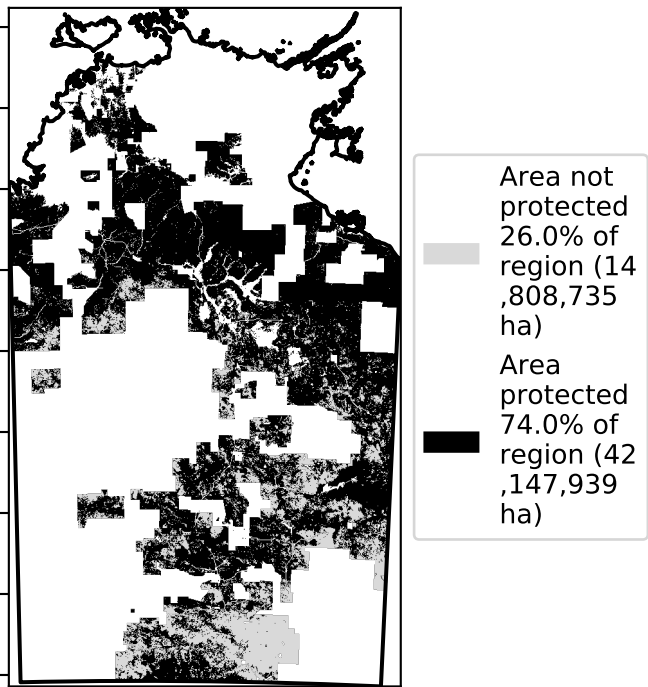 Area not
protected
26.0% of
region (14
,808,735
ha)
Area
protected
74.0% of
region (42
,147,939
ha)